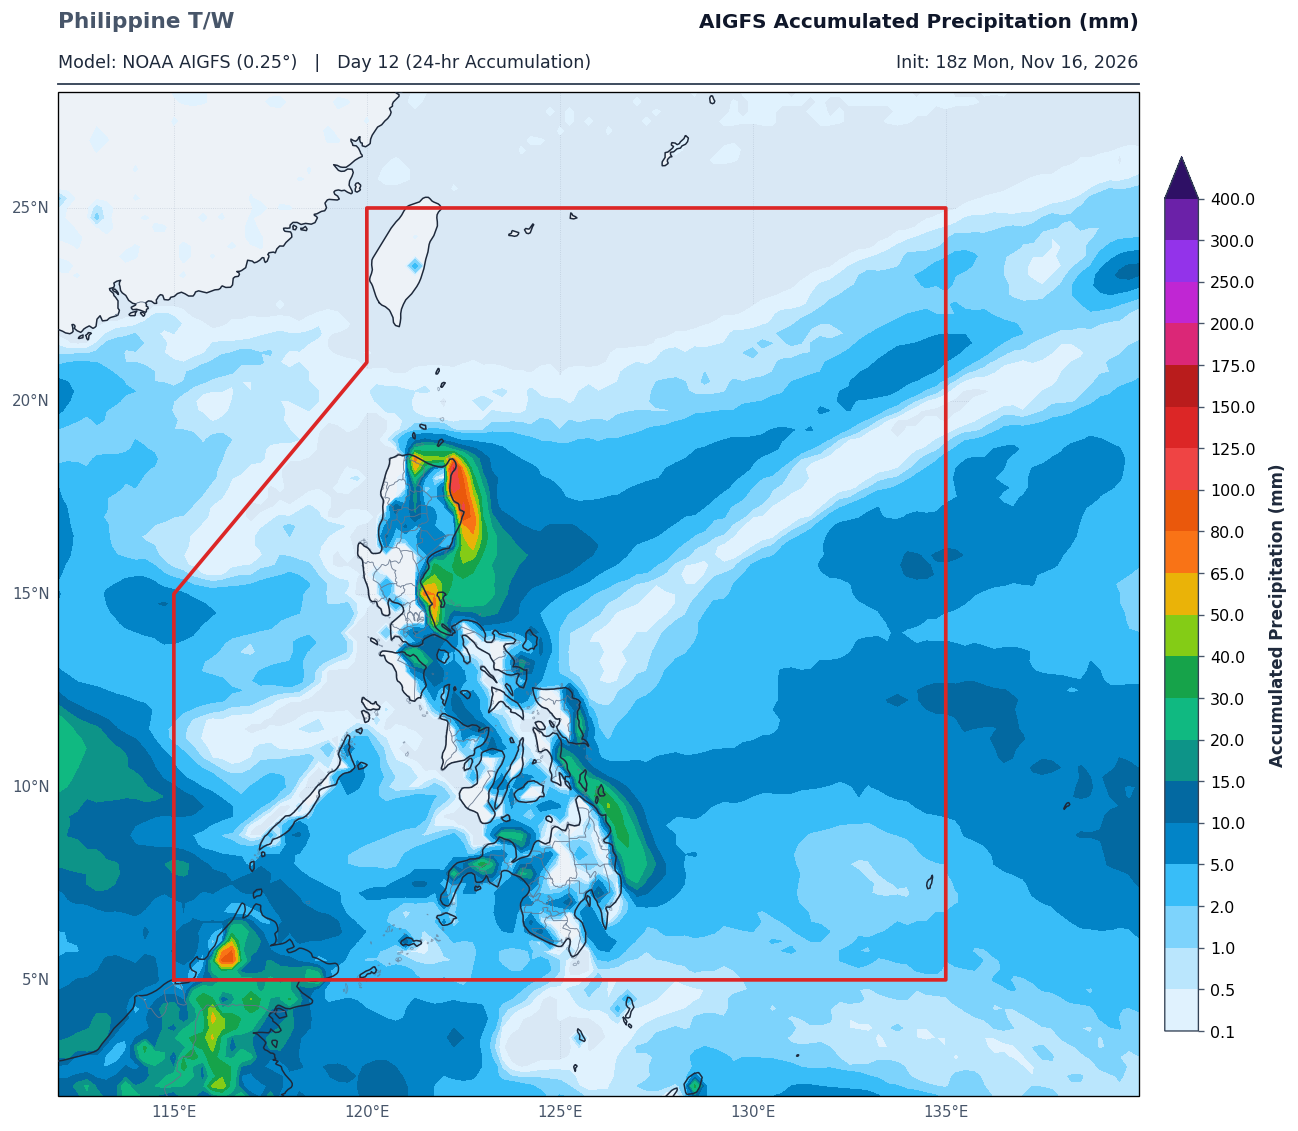 Philippine T/W
AIGFS Accumulated Precipitation (mm)
Model: NOAA AIGFS (0.25°) | Day 12 (24-hr Accumulation)
Init: 18z Mon, Nov 16, 2026
25°N
20°N
15°N
10°N
5°N
115°E
120°E
125°E
130°E
135°E
400.0
300.0
250.0
200.0
175.0
150.0
125.0
100.0
80.0
65.0
50.0
40.0
30.0
20.0
15.0
10.0
5.0
2.0
1.0
0.5
0.1
Accumulated Precipitation (mm)